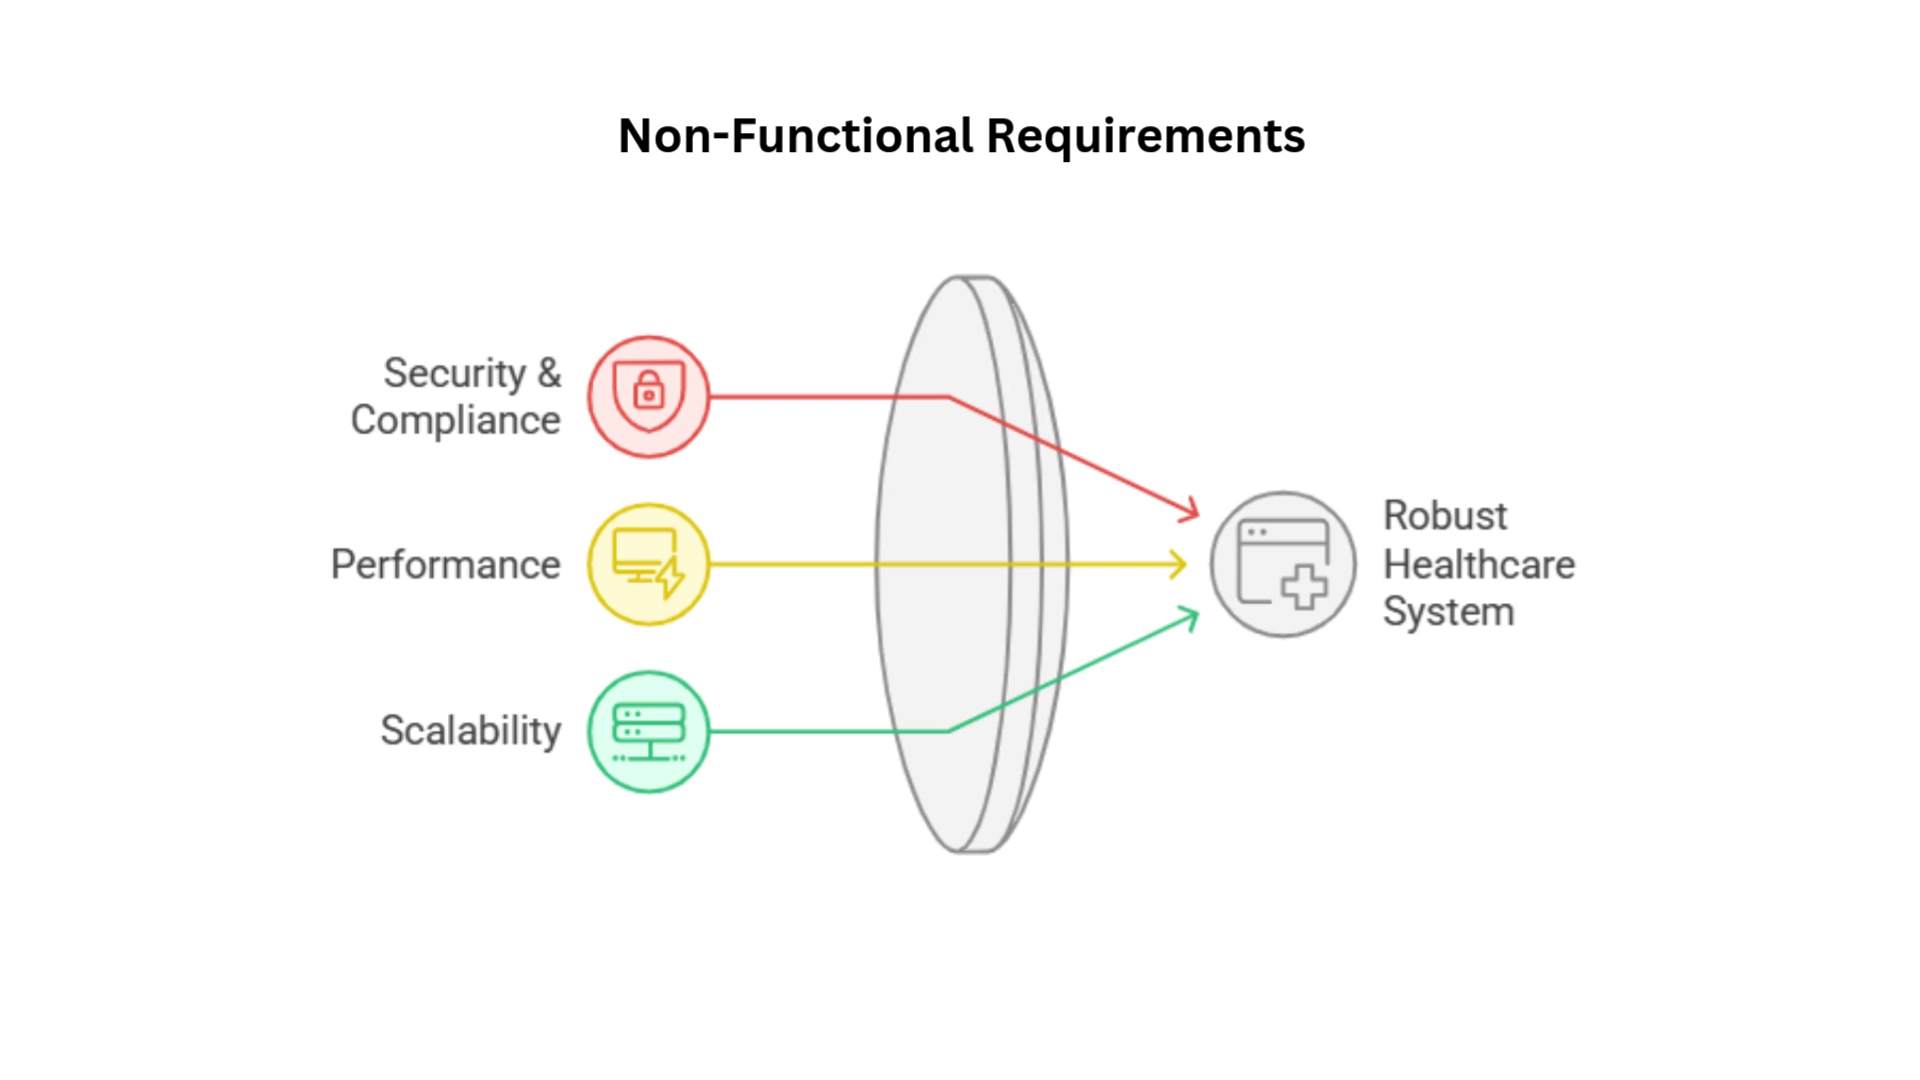 Non-Functional Requirements
Security &
Compliance
Performance
Scalability
Robust
Healthcare
System